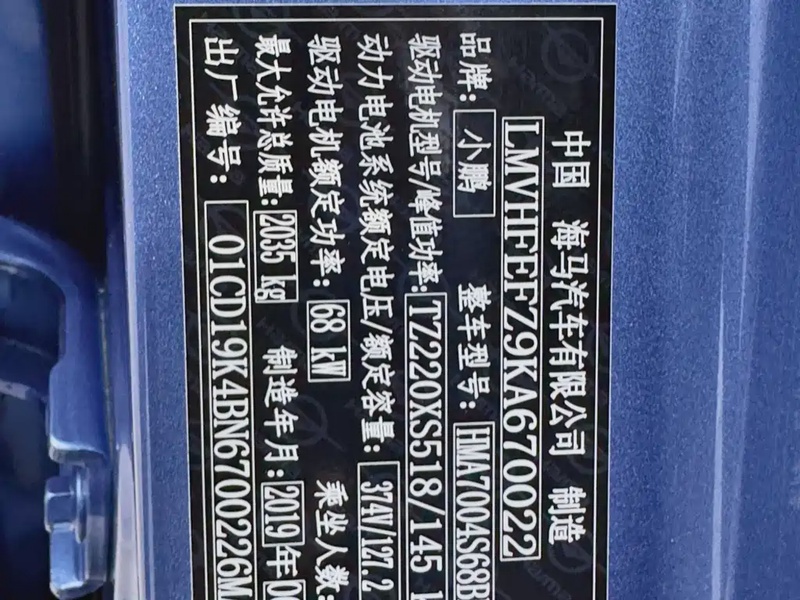 中国 海马汽车有限公司 制造
LMVHFEFZ9KA670022
品牌: 小鹏 整车型号: HMA7004S68B
驱动电机型号/峰值功率: TZ220XS518/145
动力电池系统额定电压/额定容量: 374V/127.2
驱动电机额定功率: 68 kW 乘坐人数:
最大允许总质量: 2035 kg 制造年月: 2019年
出厂编号: 01CD19K4BN6700226M